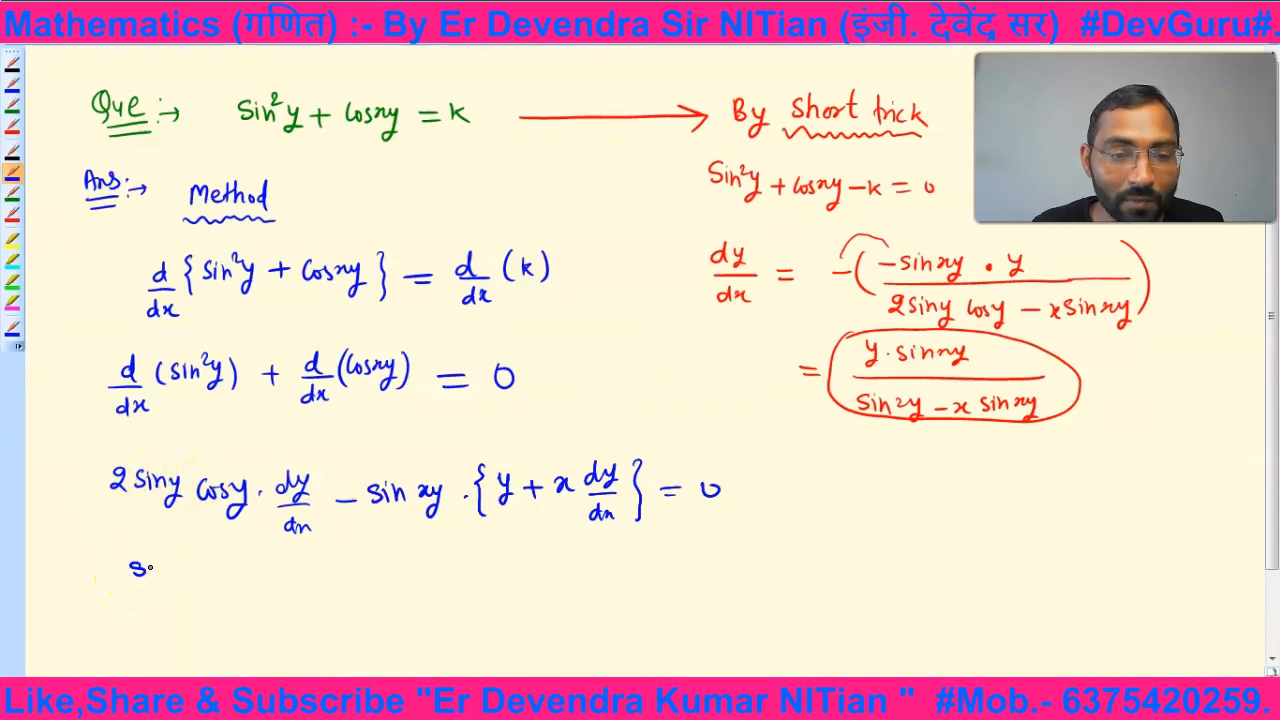 Mathematics (गणित) :- By Er Devendra Sir NITian (इंजी. देवेंद्र सर) #DevGuru#.
Que :→ Sin²y + Cosxy = K → By Short trick
Ans :→ Method
Sin²y + Cosxy - K = 0
d/dx {Sin²y + Cosxy} = d/dx (K)
dy/dx = -(-sinxy . y / 2Siny Cosy - x Sinxy)
= y . sinxy / Sin2y - x sinxy
d/dx (Sin²y) + d/dx (Cosxy) = 0
2 Siny Cosy . dy/dx - Sin xy . {y + x dy/dx} = 0
S
Like,Share & Subscribe "Er Devendra Kumar NITian " #Mob.- 6375420259.